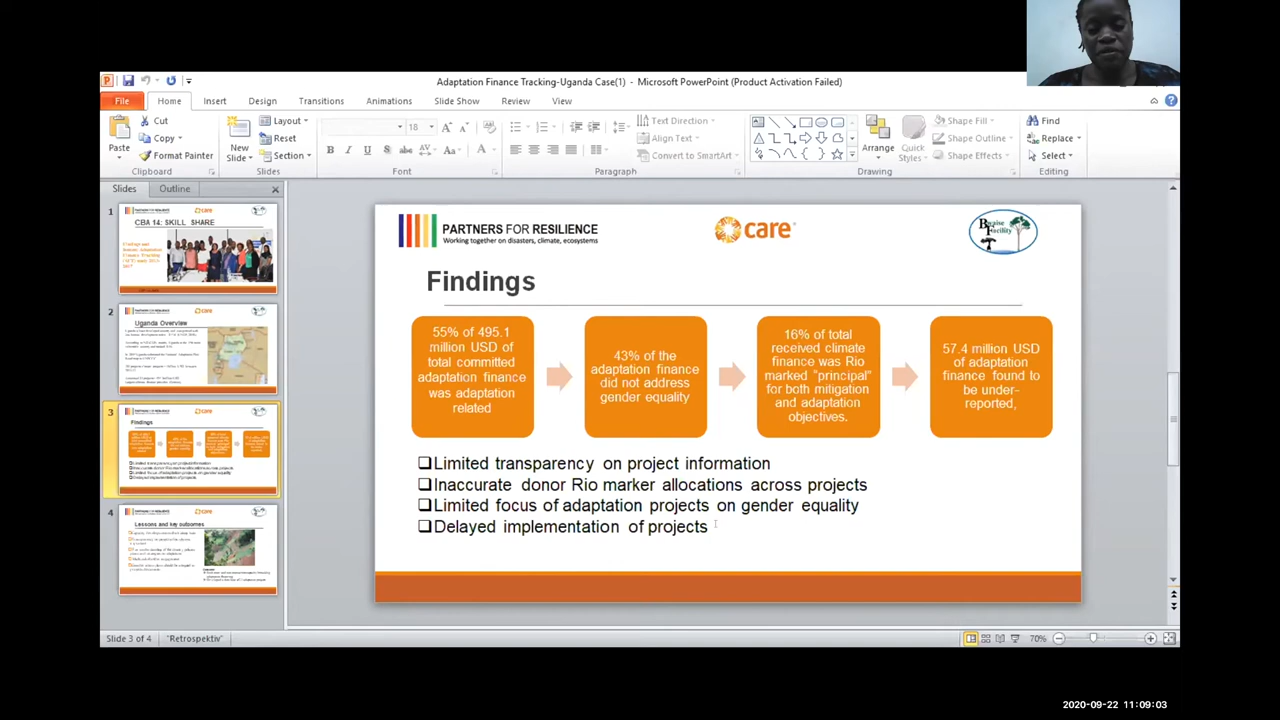 Adaptation Finance Tracking-Uganda Case(1) - Microsoft PowerPoint (Product Activation Failed)
File Home Insert Design Transitions Animations Slide Show Review View
Paste
Cut
Copy
Format Painter
Clipboard
New
Slide
Layout
Reset
Section
Slides
18
Font
Text Direction
Align Text
Convert to SmartArt
Paragraph
Arrange
Quick
Styles
Shape Fill
Shape Outline
Shape Effects
Drawing
Find
Replace
Select
Editing
Slides Outline
1
CBA 14: SKILL SHARE
2
Uganda Overview
3
Findings
4
Lessons and key outcomes
PARTNERS FOR RESILIENCE
Working together on disasters, climate, ecosystems
care
Facility
Findings
55% of 495.1
million USD of
total committed
adaptation finance
was adaptation
related
43% of the
adaptation finance
did not address
gender equality
16% of total
received climate
finance was Rio
marked "principal"
for both mitigation
and adaptation
objectives.
57.4 million USD
of adaptation
finance found to
be under-
reported,
Limited transparency on project information
Inaccurate donor Rio marker allocations across projects
Limited focus of adaptation projects on gender equality
Delayed implementation of projects
Slide 3 of 4 "Retrospektiv" 70%
2020-09-22 11:09:03